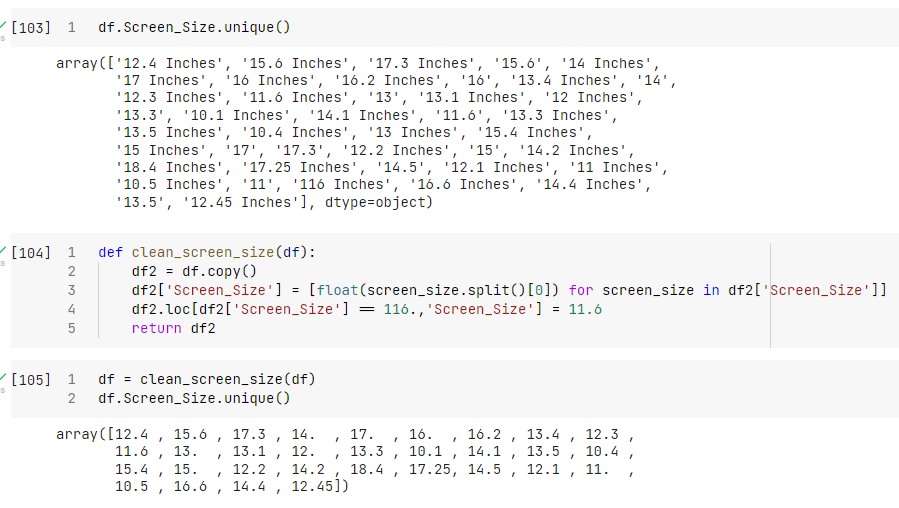 [103] 1 df.Screen_Size.unique()
array(['12.4 Inches', '15.6 Inches', '17.3 Inches', '15.6', '14 Inches',
'17 Inches', '16 Inches', '16.2 Inches', '16', '13.4 Inches', '14',
'12.3 Inches', '11.6 Inches', '13', '13.1 Inches', '12 Inches',
'13.3', '10.1 Inches', '14.1 Inches', '11.6', '13.3 Inches',
'13.5 Inches', '10.4 Inches', '13 Inches', '15.4 Inches',
'15 Inches', '17', '17.3', '12.2 Inches', '15', '14.2 Inches',
'18.4 Inches', '17.25 Inches', '14.5', '12.1 Inches', '11 Inches',
'10.5 Inches', '11', '116 Inches', '16.6 Inches', '14.4 Inches',
'13.5', '12.45 Inches'], dtype=object)
[104] 1 def clean_screen_size(df):
2 df2 = df.copy()
3 df2['Screen_Size'] = [float(screen_size.split()[0]) for screen_size in df2['Screen_Size']]
4 df2.loc[df2['Screen_Size'] == 116.,'Screen_Size'] = 11.6
5 return df2
[105] 1 df = clean_screen_size(df)
2 df.Screen_Size.unique()
array([12.4 , 15.6 , 17.3 , 14. , 17. , 16. , 16.2 , 13.4 , 12.3 ,
11.6 , 13. , 13.1 , 12. , 13.3 , 10.1 , 14.1 , 13.5 , 10.4 ,
15.4 , 15. , 12.2 , 14.2 , 18.4 , 17.25, 14.5 , 12.1 , 11. ,
10.5 , 16.6 , 14.4 , 12.45])